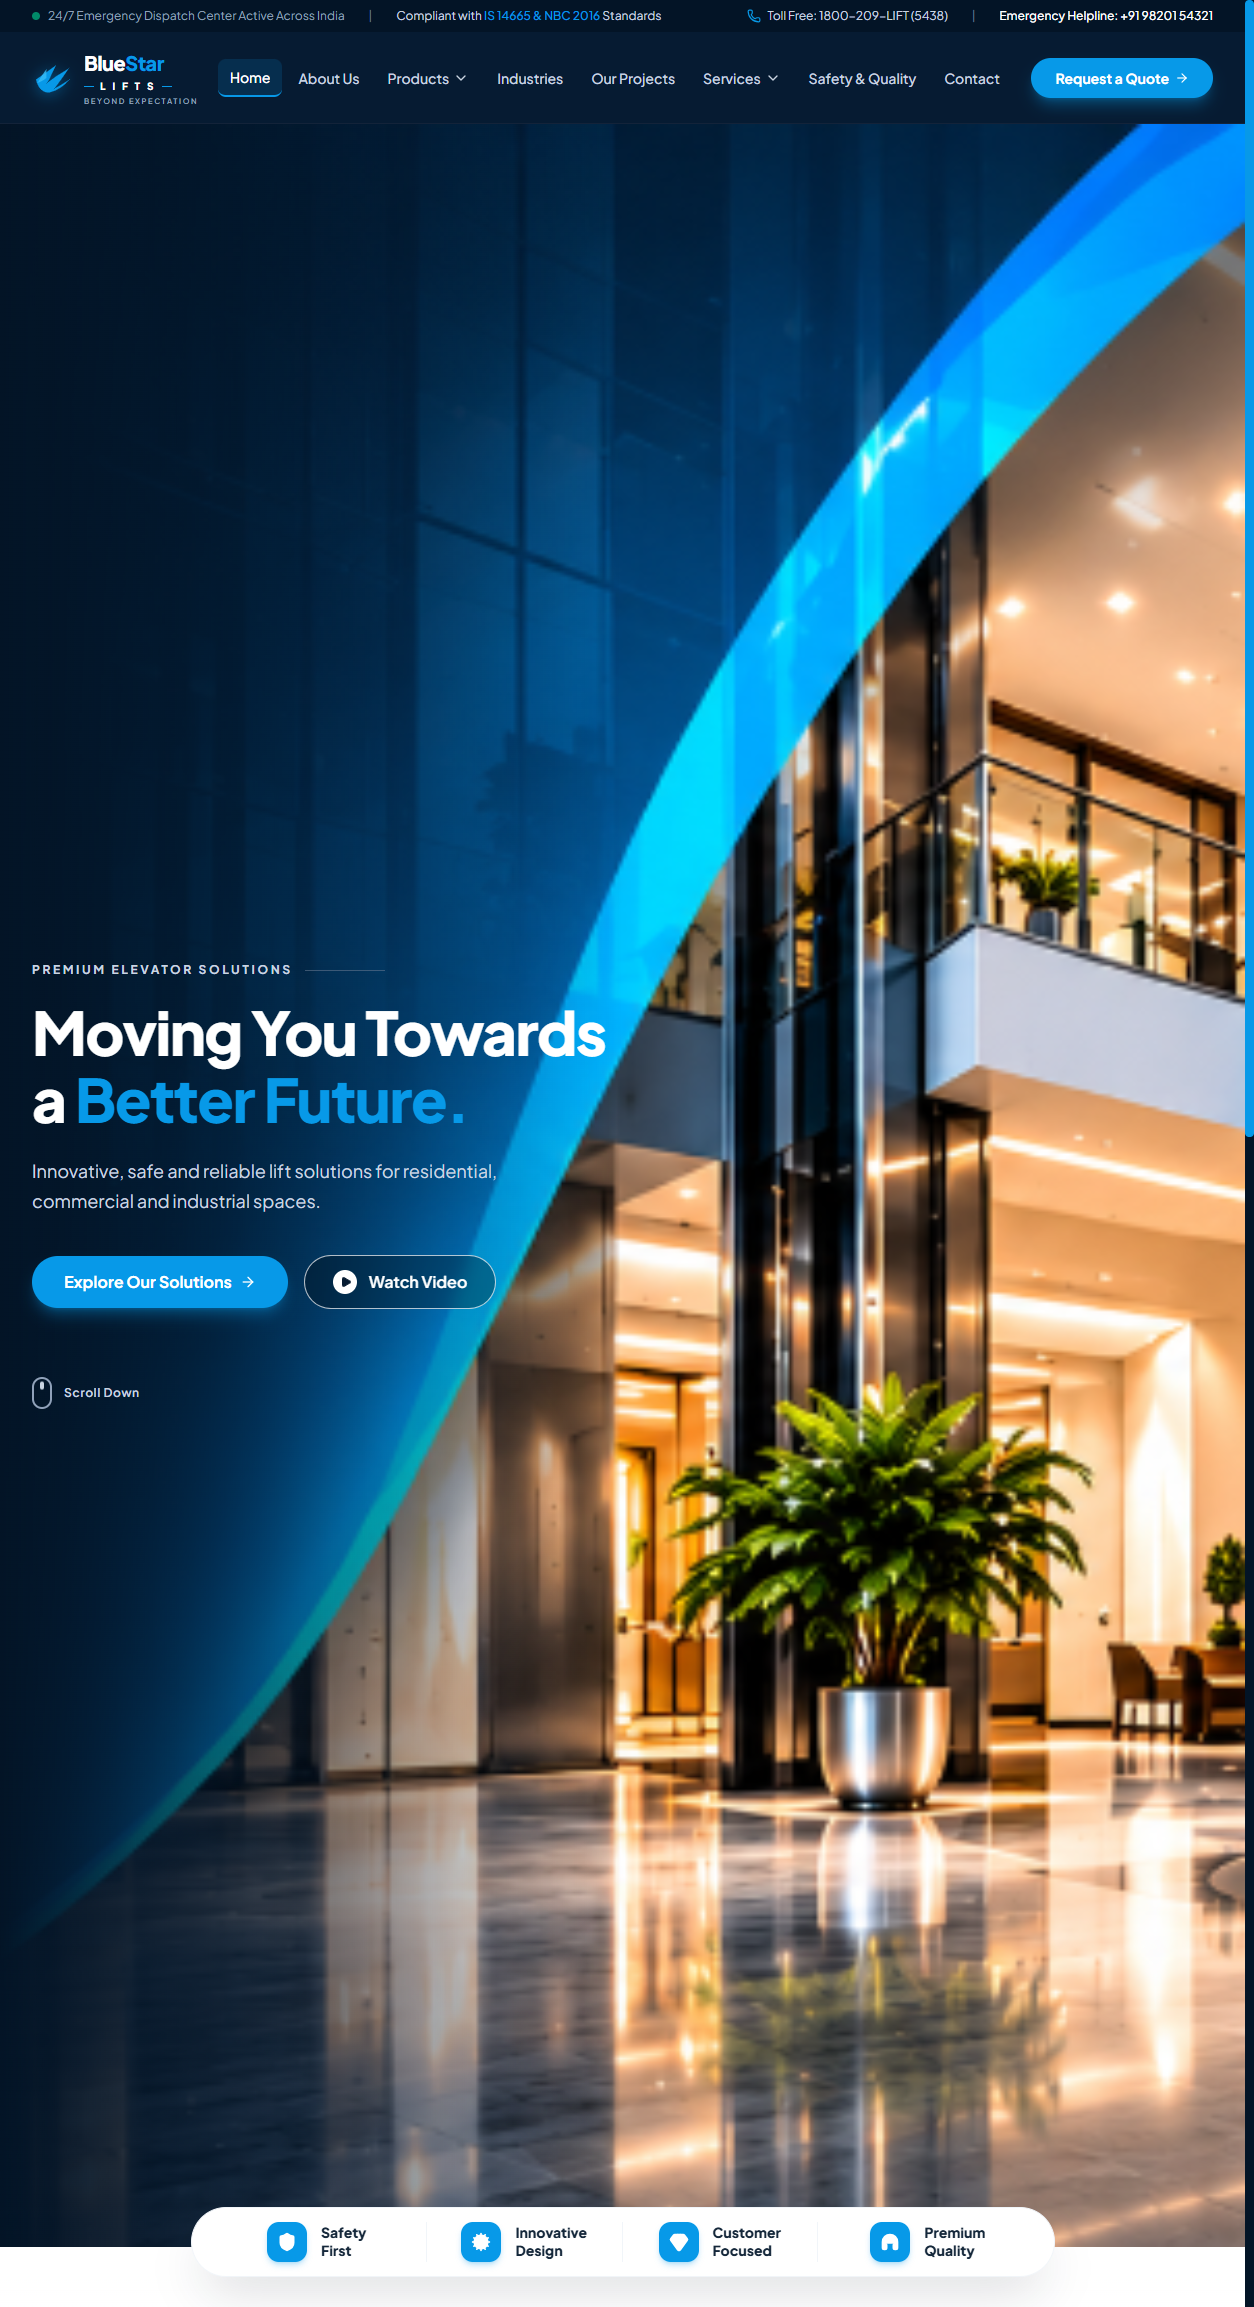 24/7 Emergency Dispatch Center Active Across India | Compliant with IS 14665 & NBC 2016 Standards
Toll Free: 1800-209-LIFT (5438) | Emergency Helpline: +91 98201 54321
BlueStar
LIFTS
BEYOND EXPECTATION
Home
About Us
Products
Industries
Our Projects
Services
Safety & Quality
Contact
Request a Quote
PREMIUM ELEVATOR SOLUTIONS
Moving You Towards
a Better Future.
Innovative, safe and reliable lift solutions for residential,
commercial and industrial spaces.
Explore Our Solutions
Watch Video
Scroll Down
Safety
First
Innovative
Design
Customer
Focused
Premium
Quality